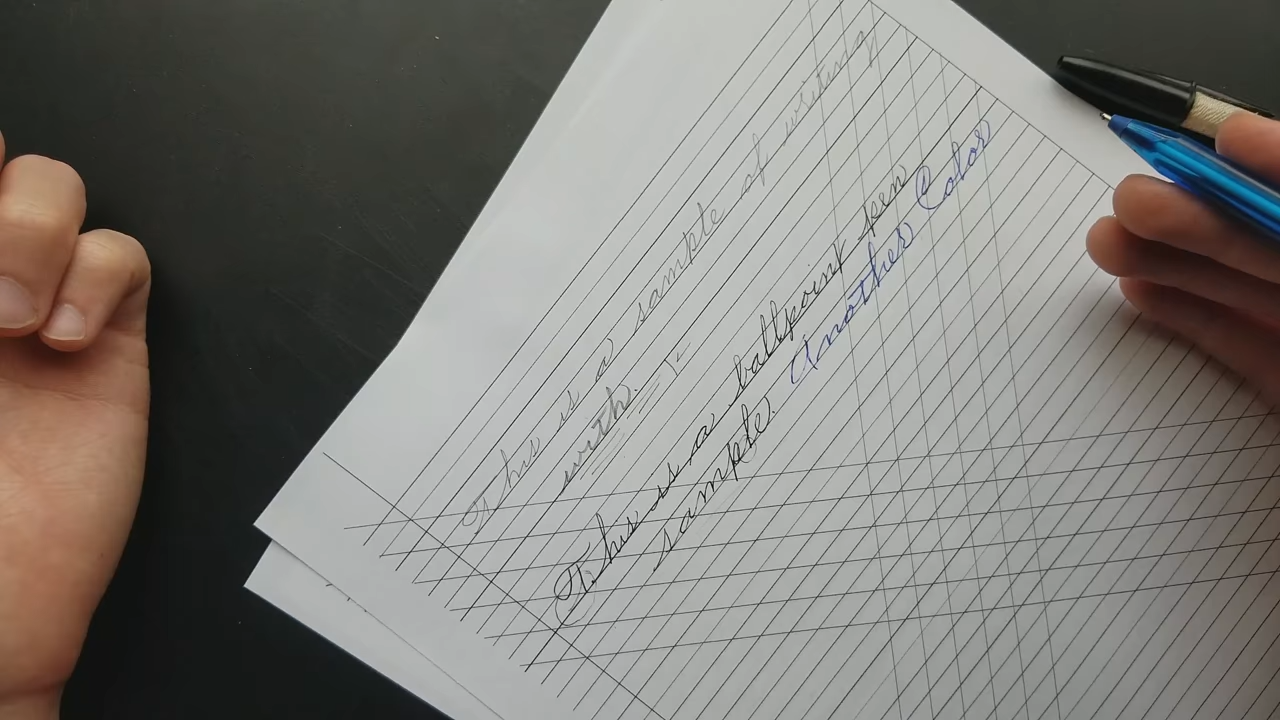 This is a sample of writing
with.
This is a ballpoint pen
sample. Another Color